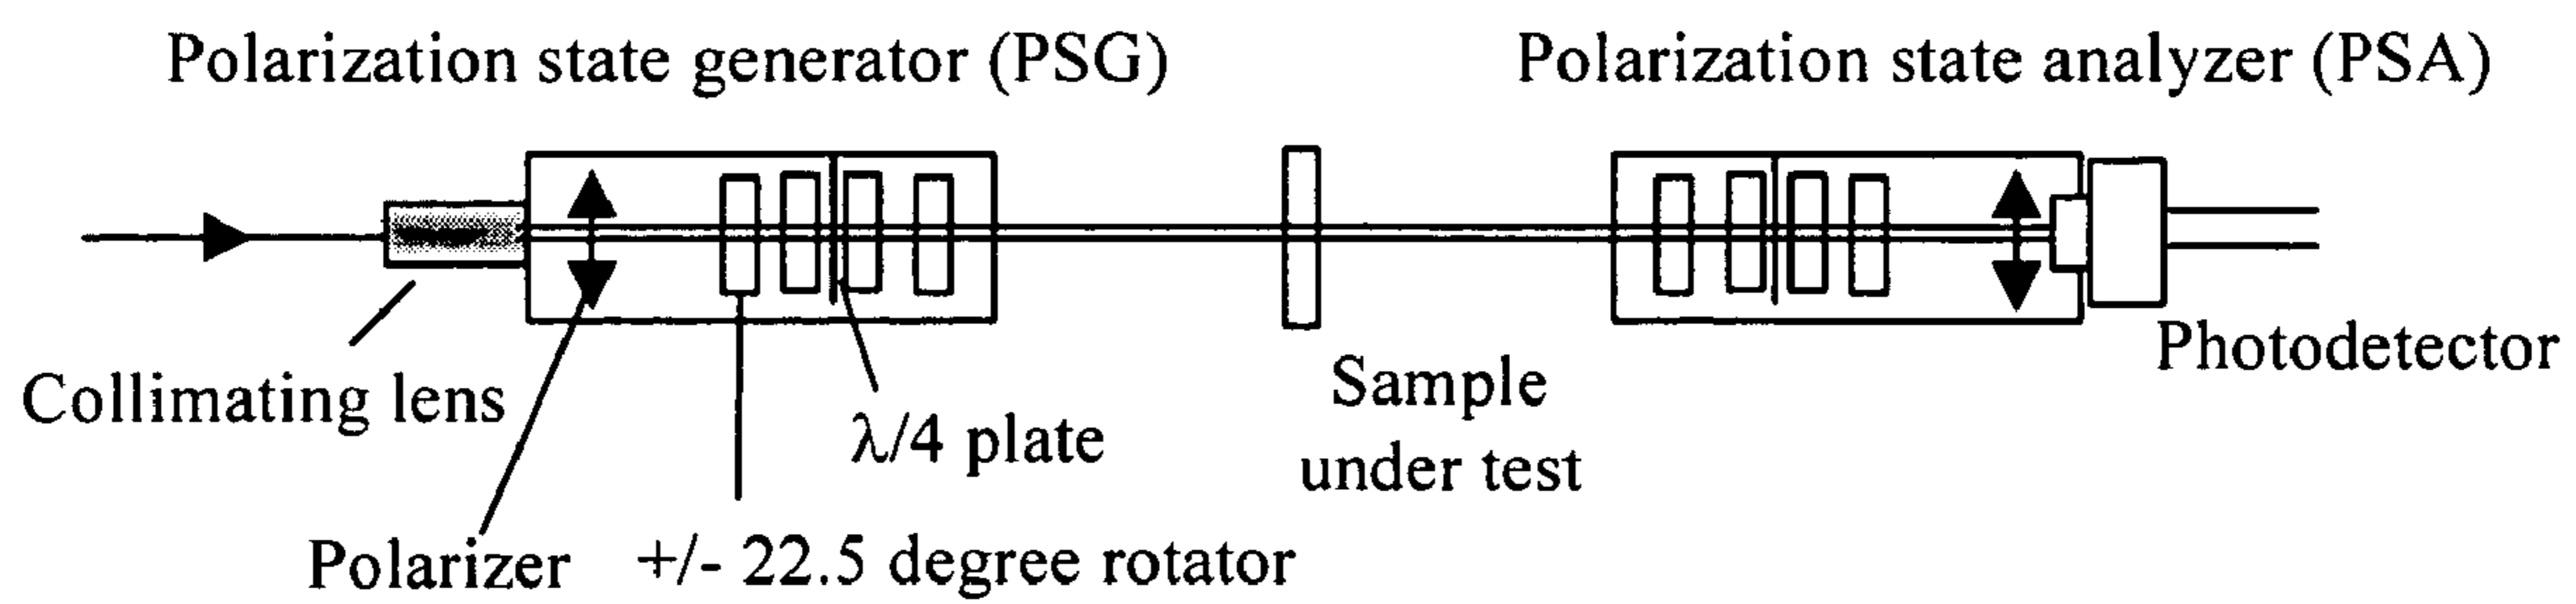 Polarization state generator (PSG)
Polarization state analyzer (PSA)
Collimating lens
Polarizer
+/- 22.5 degree rotator
λ/4 plate
Sample
under test
Photodetector